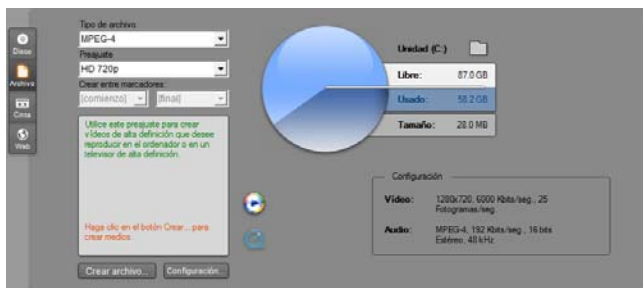 Disco
Archivo
Cinta
Web
Tipo de archivo:
MPEG-4
Preajuste
HD 720p
Crear entre marcadores:
(comienzo)
(final)
Utilice este preajuste para crear
vídeos de alta definición que desee
reproducir en el ordenador o en un
televisor de alta definición.
Haga clic en el botón Crear... para
crear medios.
Crear archivo...
Configuración...
Unidad (C:)
Libre: 87.0 GB
Usado: 58.2 GB
Tamaño: 28.0 MB
Configuración
Vídeo: 1280x720, 6000 Kbits/seg., 25
Fotogramas/seg.
Audio: MPEG-4, 192 Kbits/seg., 16 bits
Estéreo, 48 kHz